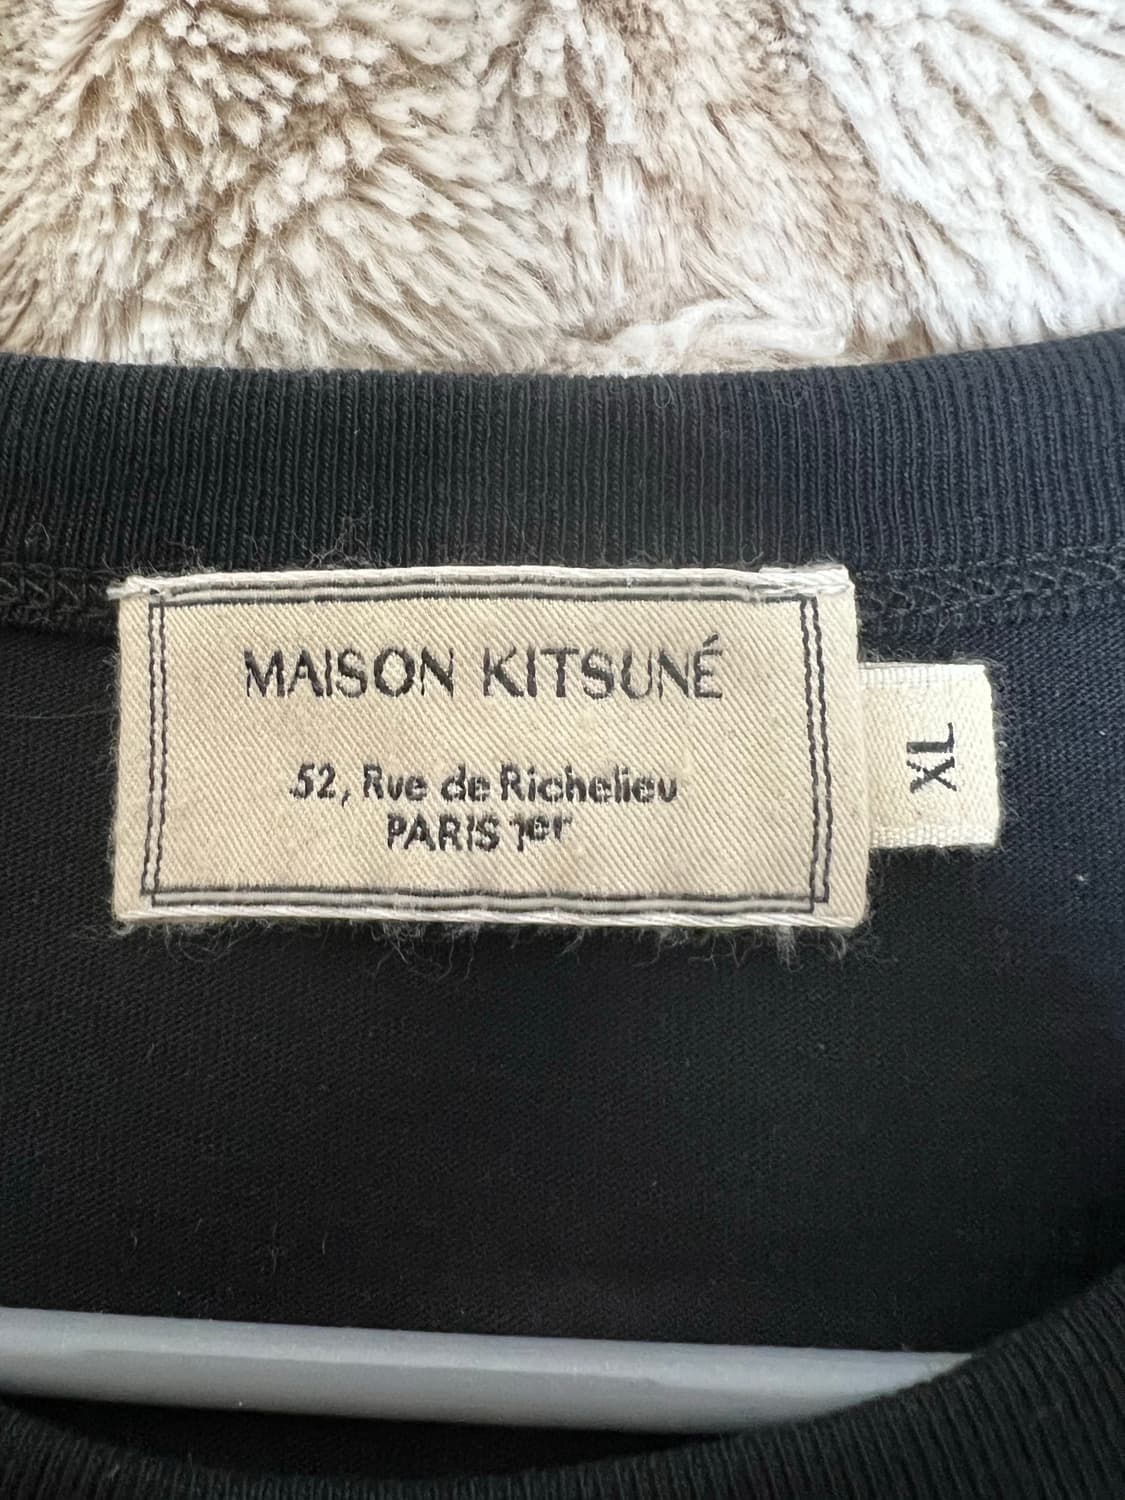 MAISON KITSUNÉ
52, Rue de Richelieu
PARIS 1er
XL